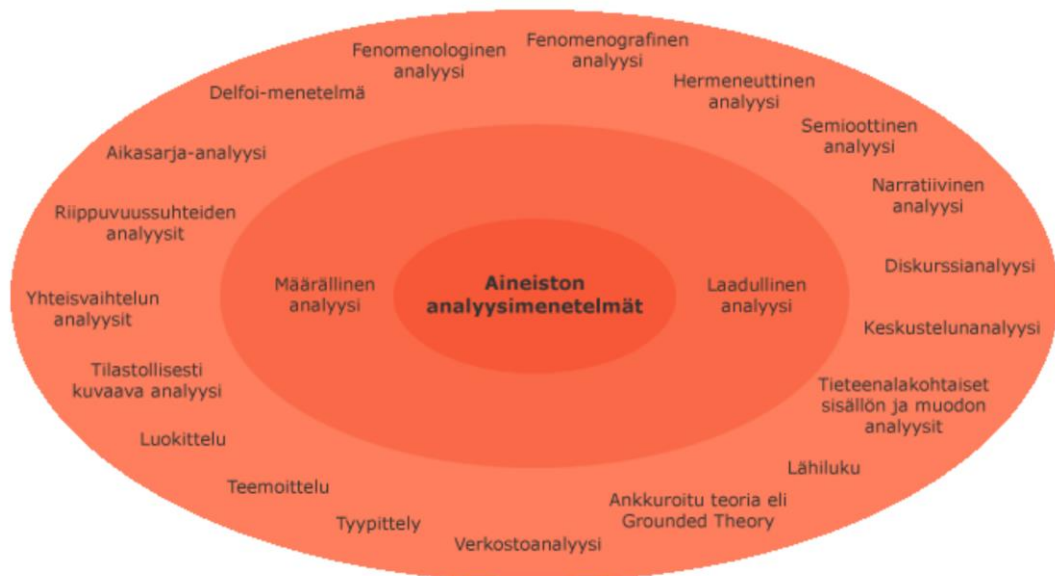 Fenomenologinen
analyysi
Fenomenografinen
analyysi
Hermeneuttinen
analyysi
Semioottinen
analyysi
Narratiivinen
analyysi
Diskurssianalyysi
Keskustelunanalyysi
Tieteenalakohtaiset
sisällön ja muodon
analyysit
Lähiluku
Ankkuroitu teoria eli
Grounded Theory
Verkostoanalyysi
Tyypittely
Teemoittelu
Luokittelu
Tilastollisesti
kuvaava analyysi
Yhteisvaihtelun
analyysit
Riippuvuussuhteiden
analyysit
Aikasarja-analyysi
Delfoi-menetelmä
Määrällinen
analyysi
Aineiston
analyysimenetelmät
Laadullinen
analyysi